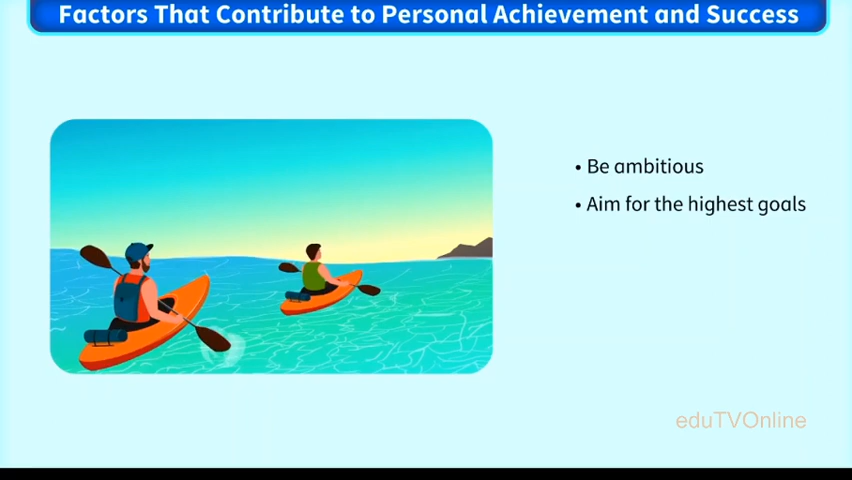 Factors That Contribute to Personal Achievement and Success
• Be ambitious
• Aim for the highest goals
eduTVOnline